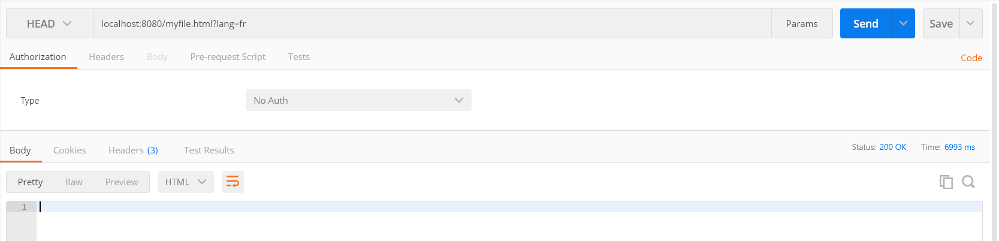 HEAD localhost:8080/myfile.html?lang=fr Params Send Save
Authorization Headers Body Pre-request Script Tests Code
Type No Auth
Body Cookies Headers (3) Test Results Status: 200 OK Time: 6993 ms
Pretty Raw Preview HTML
1